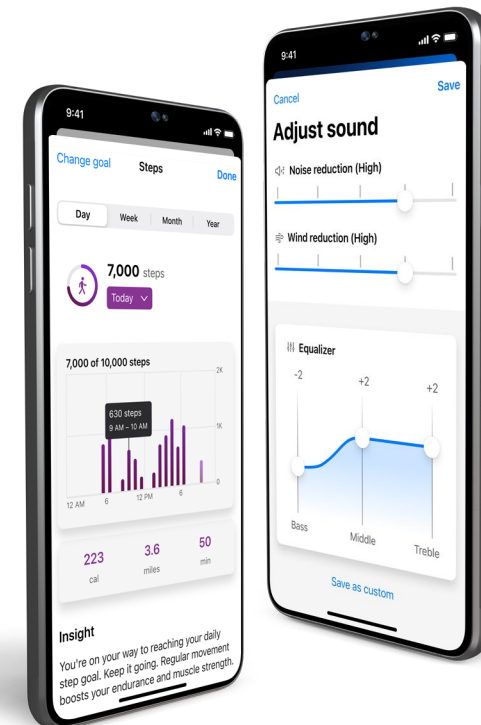 9:41
Change goal
Steps
Done
Day
Week
Month
Year
7,000 steps
Today
7,000 of 10,000 steps
2K
630 steps
9 AM – 10 AM
1K
0
12 AM
6
12 PM
6
223
3.6
50
cal
miles
min
Insight
You're on your way to reaching your daily
step goal. Keep it going. Regular movement
boosts your endurance and muscle strength.
9:41
Cancel
Save
Adjust sound
Noise reduction (High)
Wind reduction (High)
Equalizer
-2
+2
+2
Bass
Middle
Treble
Save as custom